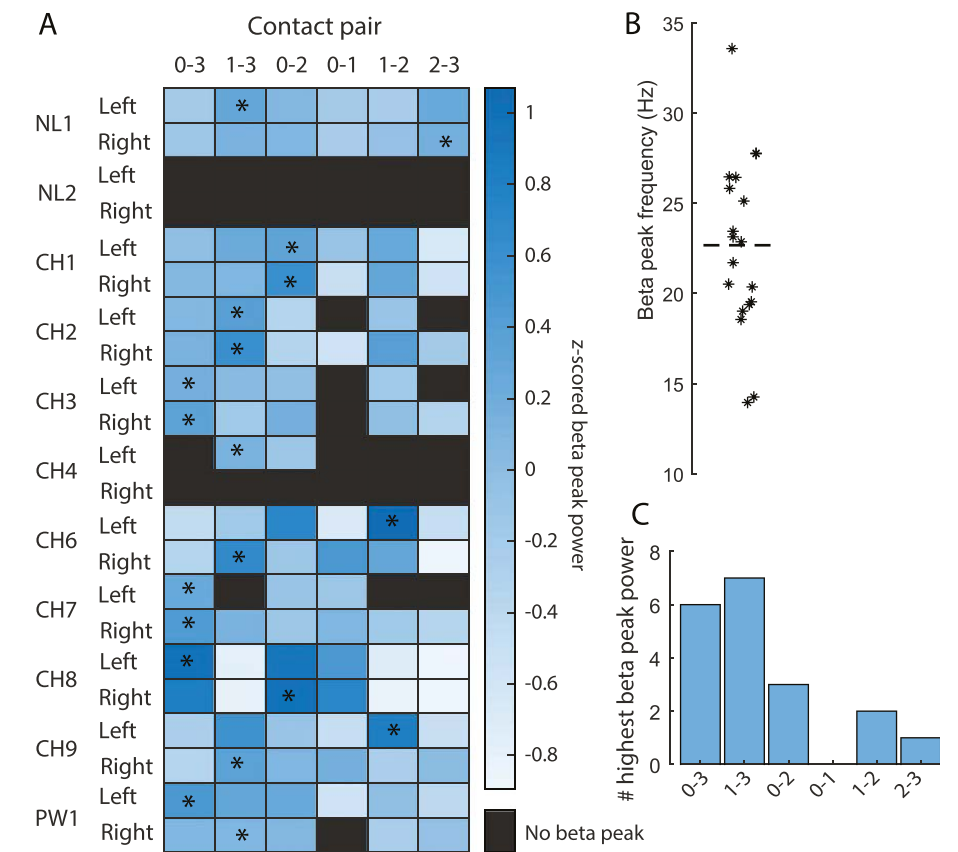 A
Contact pair
0-3 1-3 0-2 0-1 1-2 2-3
NL1
Left *
Right *
NL2
Left
Right
CH1
Left *
Right *
CH2
Left *
Right *
CH3
Left *
Right *
CH4
Left *
Right
CH6
Left *
Right *
CH7
Left *
Right *
CH8
Left *
Right *
CH9
Left *
Right *
PW1
Left *
Right *
1
0.8
0.6
0.4
0.2
0
-0.2
-0.4
-0.6
-0.8
z-scored beta peak power
No beta peak
B
Beta peak frequency (Hz)
35
30
25
20
15
10
C
# highest beta peak power
8
6
4
2
0
0-3 1-3 0-2 0-1 1-2 2-3